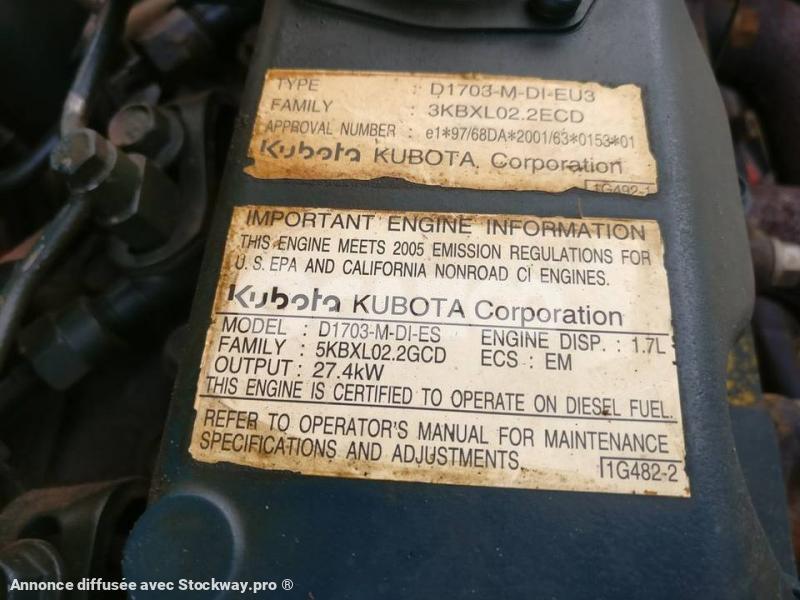 TYPE : D1703-M-DI-EU3
FAMILY : 3KBXL02.2ECD
APPROVAL NUMBER : e1*97/68DA*2001/63*0153*01
Kubota KUBOTA Corporation
1G492-1
IMPORTANT ENGINE INFORMATION
THIS ENGINE MEETS 2005 EMISSION REGULATIONS FOR
U.S. EPA AND CALIFORNIA NONROAD CI ENGINES.
Kubota KUBOTA Corporation
MODEL : D1703-M-DI-ES ENGINE DISP. : 1.7L
FAMILY : 5KBXL02.2GCD ECS : EM
OUTPUT : 27.4kW
THIS ENGINE IS CERTIFIED TO OPERATE ON DIESEL FUEL.
REFER TO OPERATOR'S MANUAL FOR MAINTENANCE
SPECIFICATIONS AND ADJUSTMENTS
1G482-2
Annonce diffusée avec Stockway.pro ®